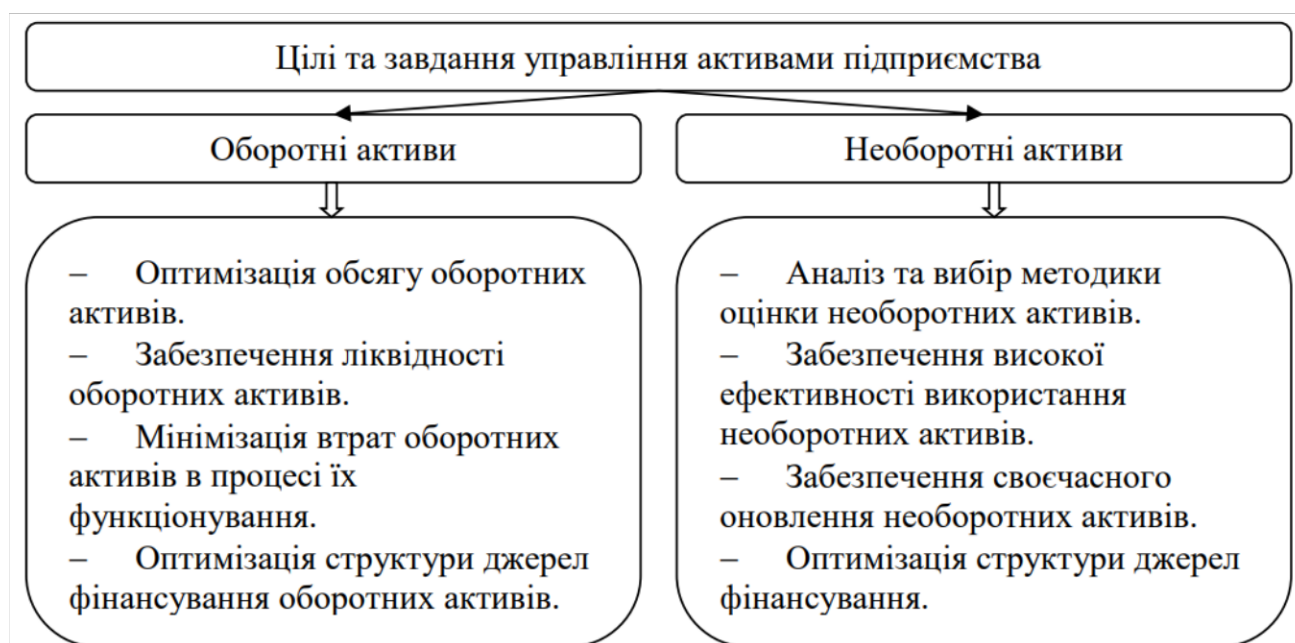 Цілі та завдання управління активами підприємства
Оборотні активи
Необоротні активи
– Оптимізація обсягу оборотних
активів.
– Забезпечення ліквідності
оборотних активів.
– Мінімізація втрат оборотних
активів в процесі їх
функціонування.
– Оптимізація структури джерел
фінансування оборотних активів.
– Аналіз та вибір методики
оцінки необоротних активів.
– Забезпечення високої
ефективності використання
необоротних активів.
– Забезпечення своєчасного
оновлення необоротних активів.
– Оптимізація структури джерел
фінансування.